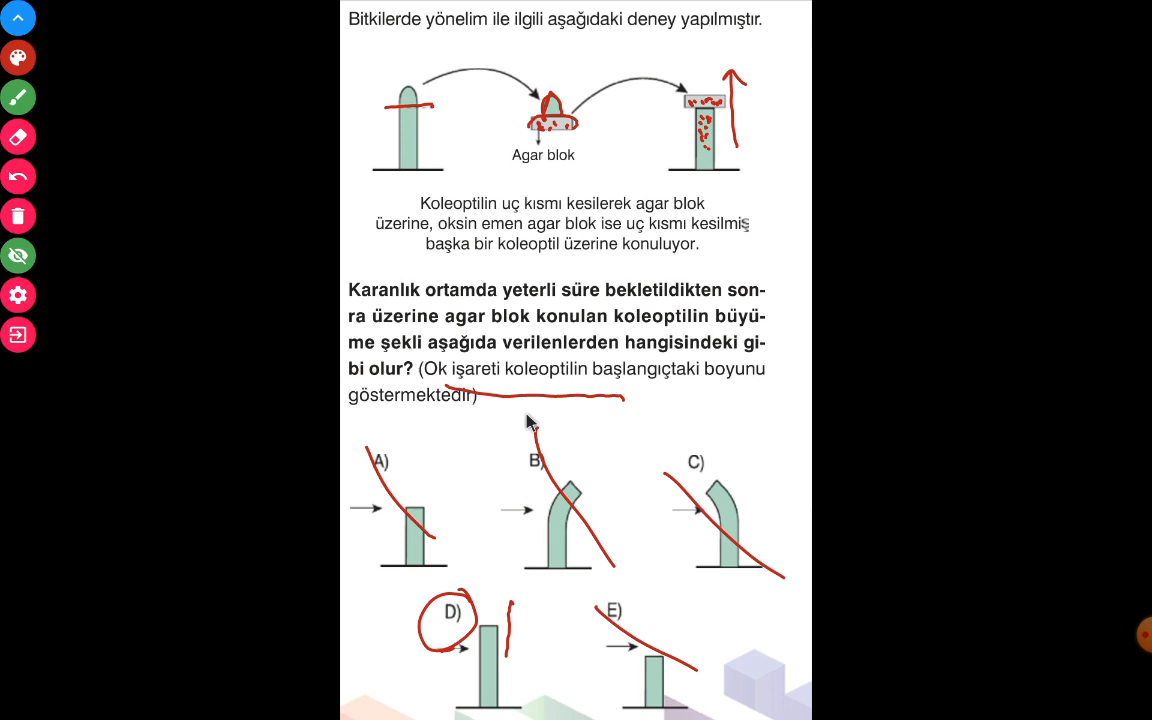 Bitkilerde yönelim ile ilgili aşağıdaki deney yapılmıştır.
Agar blok
Koleoptilin uç kısmı kesilerek agar blok
üzerine, oksin emen agar blok ise uç kısmı kesilmiş
başka bir koleoptil üzerine konuluyor.
Karanlık ortamda yeterli süre bekletildikten son-
ra üzerine agar blok konulan koleoptilin büyü-
me şekli aşağıda verilenlerden hangisindeki gi-
bi olur? (Ok işareti koleoptilin başlangıçtaki boyunu
göstermektedir)
A)
B)
C)
D)
E)